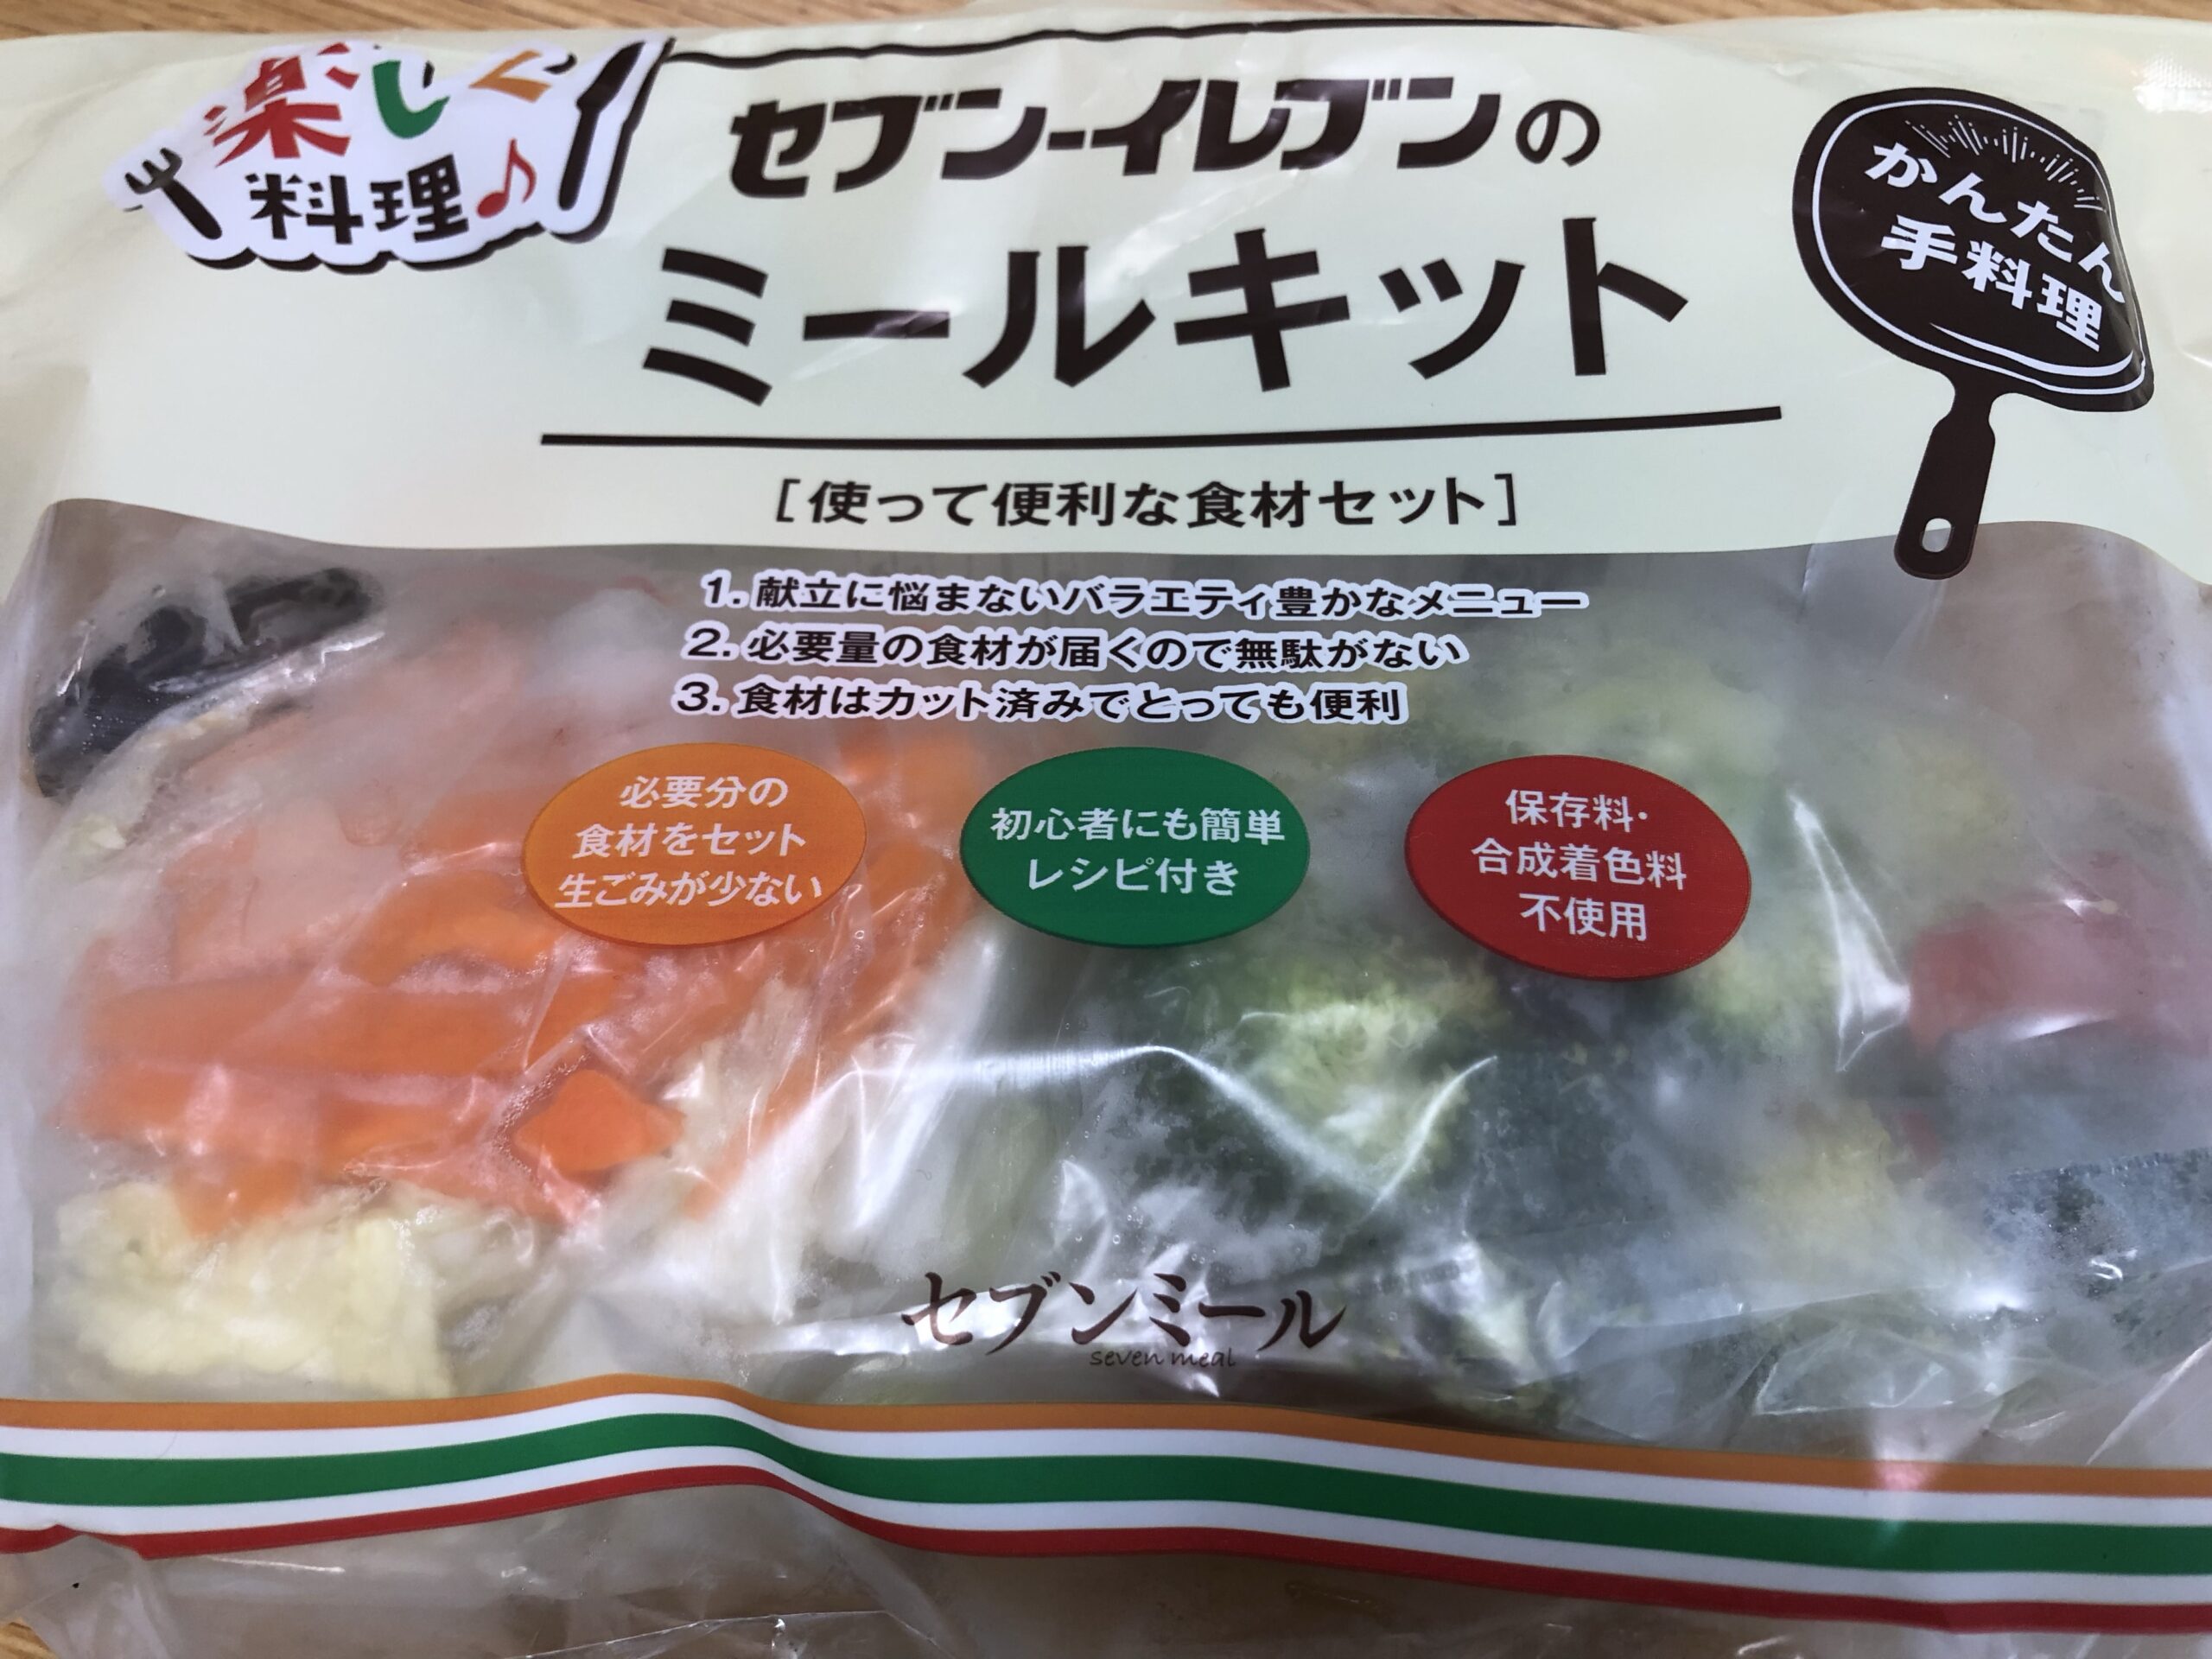 楽しく
料理♪
セブン-イレブンの
ミールキット
かんたん
手料理
[使って便利な食材セット]
1. 献立に悩まないバラエティ豊かなメニュー
2. 必要量の食材が届くので無駄がない
3. 食材はカット済みでとっても便利
必要分の
食材をセット
生ごみが少ない
初心者にも簡単
レシピ付き
保存料・
合成着色料
不使用
セブンミール
seven meal